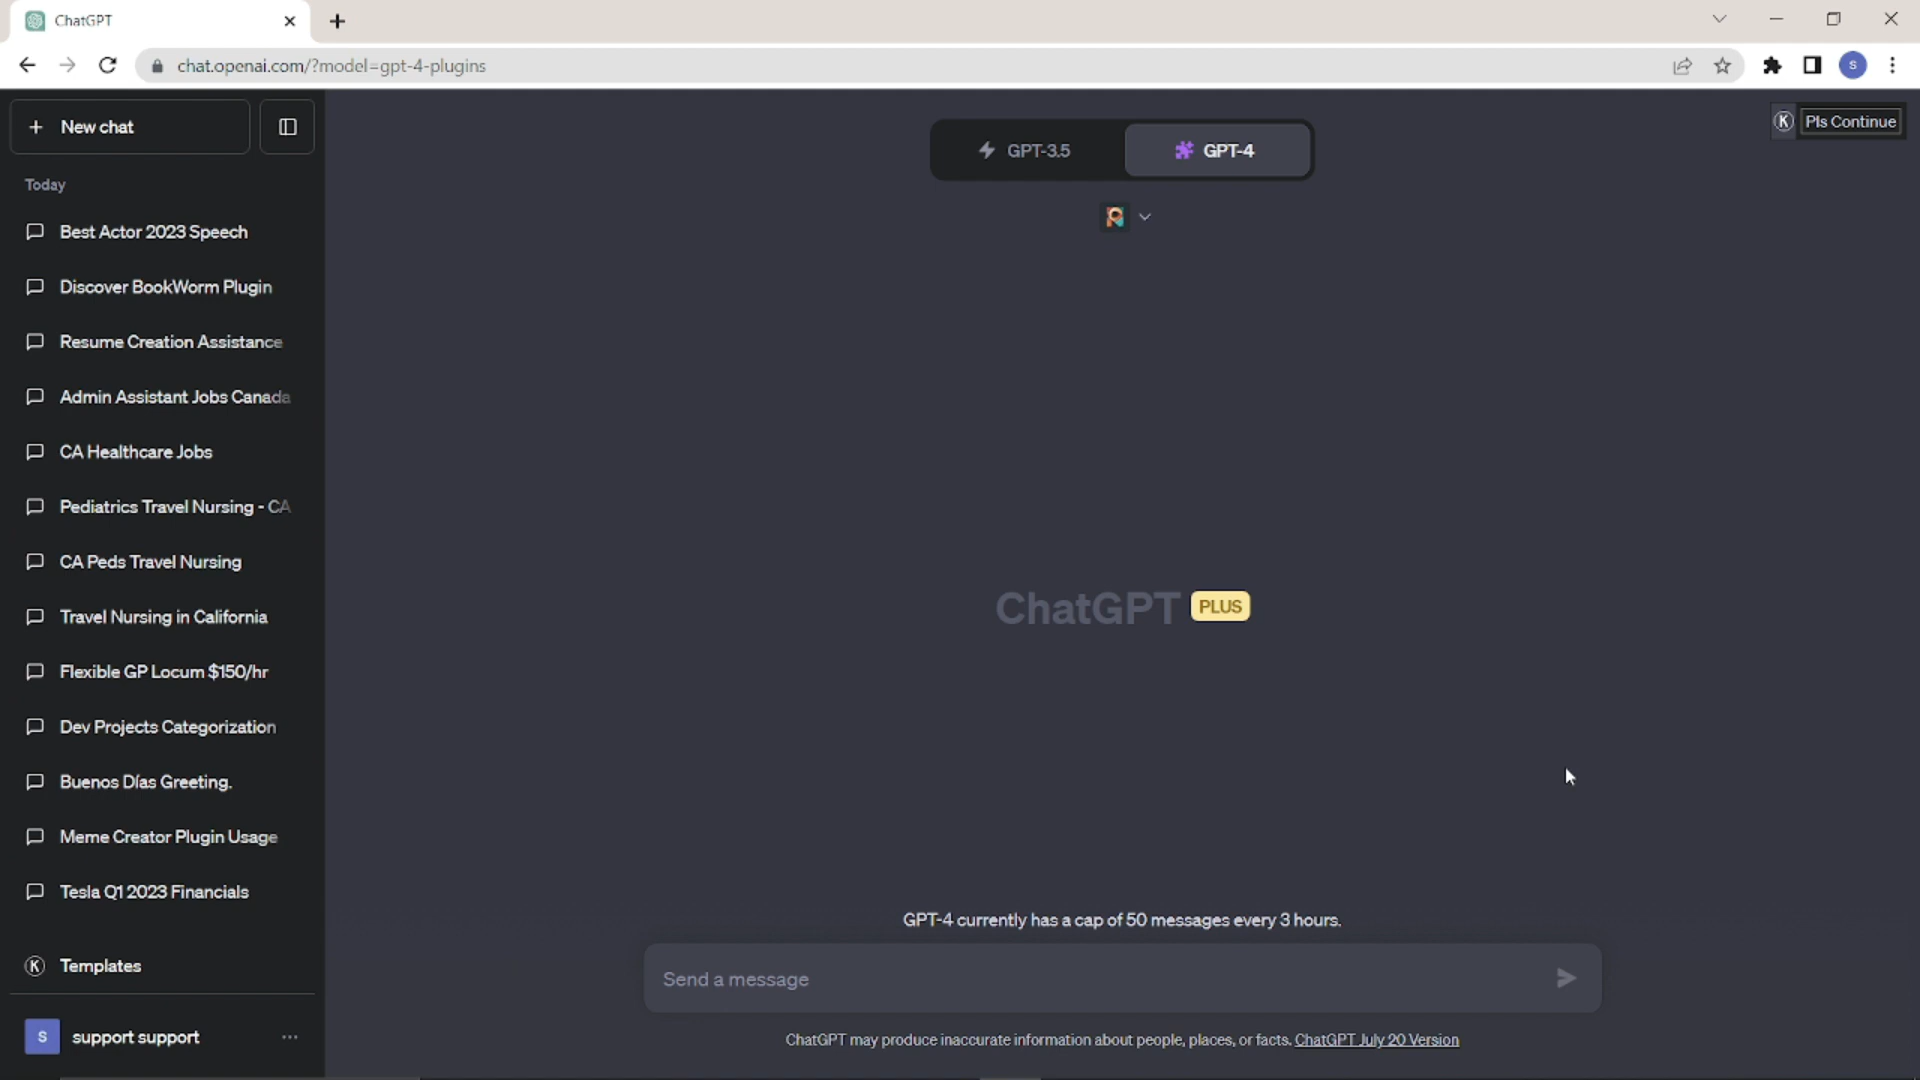 ChatGPT
chat.openai.com/?model=gpt-4-plugins
S
New chat
K Pls Continue
GPT-3.5
GPT-4
Today
Best Actor 2023 Speech
Discover BookWorm Plugin
Resume Creation Assistance
Admin Assistant Jobs Canada
CA Healthcare Jobs
Pediatrics Travel Nursing - CA
CA Peds Travel Nursing
Travel Nursing in California
Flexible GP Locum $150/hr
Dev Projects Categorization
Buenos Días Greeting.
Meme Creator Plugin Usage
Tesla Q1 2023 Financials
K Templates
S support support
ChatGPT PLUS
GPT-4 currently has a cap of 50 messages every 3 hours.
Send a message
ChatGPT may produce inaccurate information about people, places, or facts. ChatGPT July 20 Version